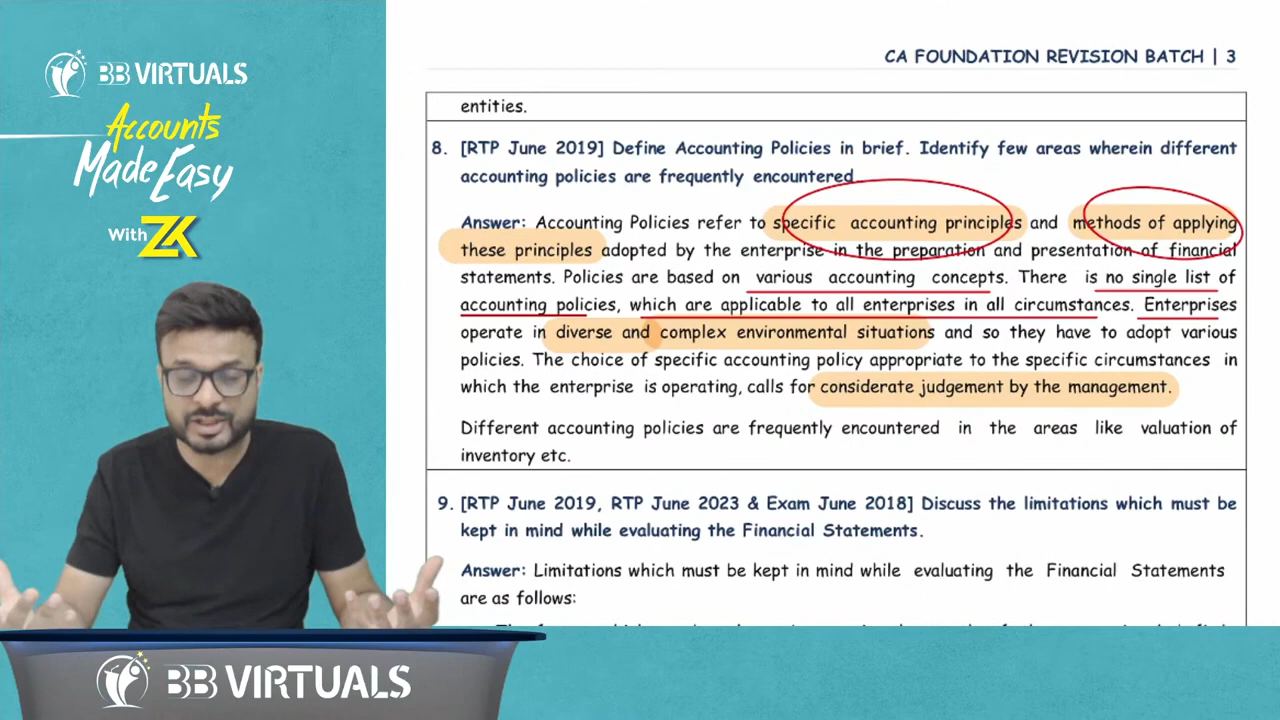 BB VIRTUALS
Accounts
Made Easy
With ZK
CA FOUNDATION REVISION BATCH | 3
entities.
8. [RTP June 2019] Define Accounting Policies in brief. Identify few areas wherein different
accounting policies are frequently encountered
Answer: Accounting Policies refer to specific accounting principles and methods of applying
these principles adopted by the enterprise in the preparation and presentation of financial
statements. Policies are based on various accounting concepts. There is no single list of
accounting policies, which are applicable to all enterprises in all circumstances. Enterprises
operate in diverse and complex environmental situations and so they have to adopt various
policies. The choice of specific accounting policy appropriate to the specific circumstances in
which the enterprise is operating, calls for considerate judgement by the management.
Different accounting policies are frequently encountered in the areas like valuation of
inventory etc.
9. [RTP June 2019, RTP June 2023 & Exam June 2018] Discuss the limitations which must be
kept in mind while evaluating the Financial Statements.
Answer: Limitations which must be kept in mind while evaluating the Financial Statements
are as follows:
BB VIRTUALS